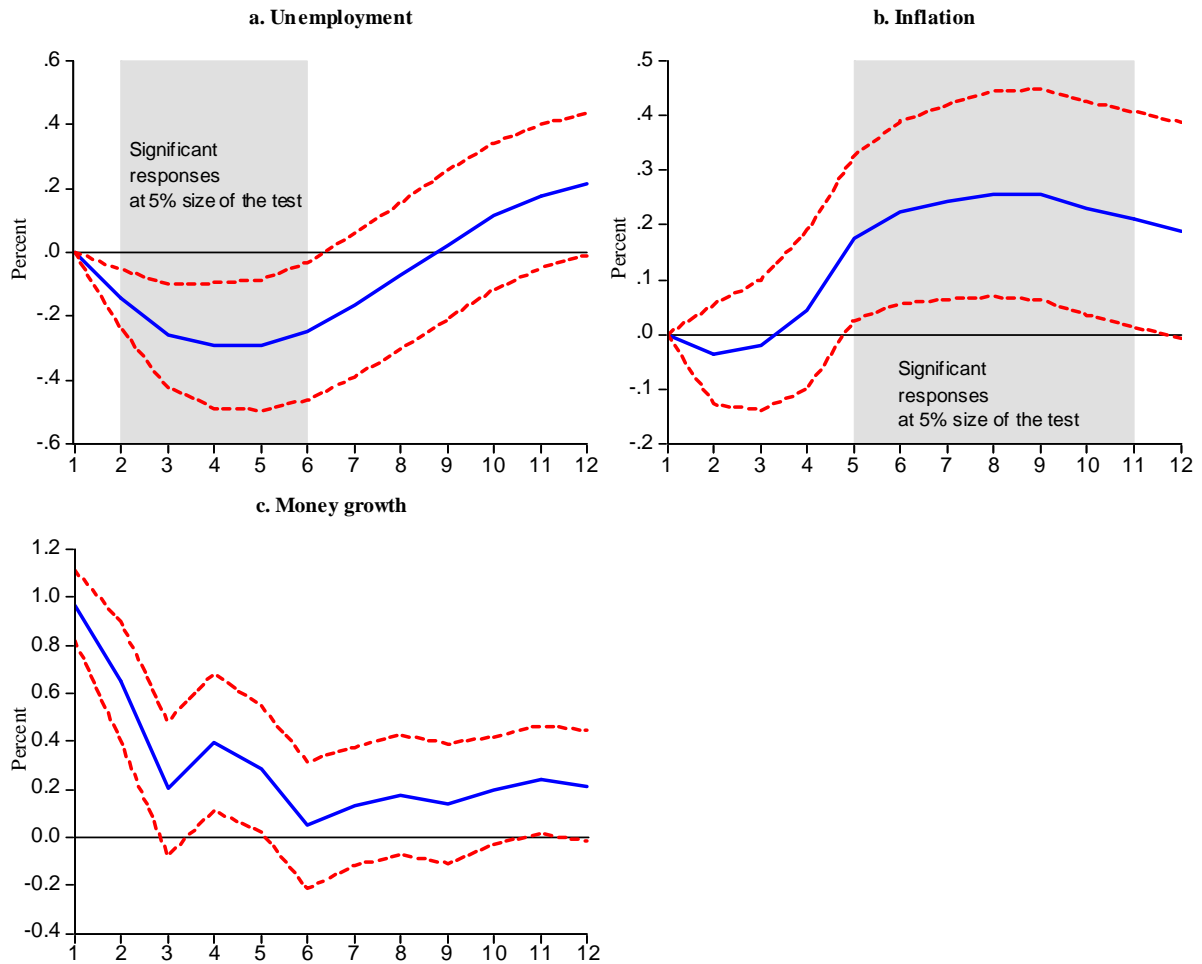 a. Unemployment
Percent
.6
.4
.2
.0
-.2
-.4
-.6
Significant
responses
at 5% size of the test
1 2 3 4 5 6 7 8 9 10 11 12
b. Inflation
Percent
.5
.4
.3
.2
.1
.0
-.1
-.2
Significant
responses
at 5% size of the test
1 2 3 4 5 6 7 8 9 10 11 12
c. Money growth
Percent
1.2
1.0
0.8
0.6
0.4
0.2
0.0
-0.2
-0.4
1 2 3 4 5 6 7 8 9 10 11 12